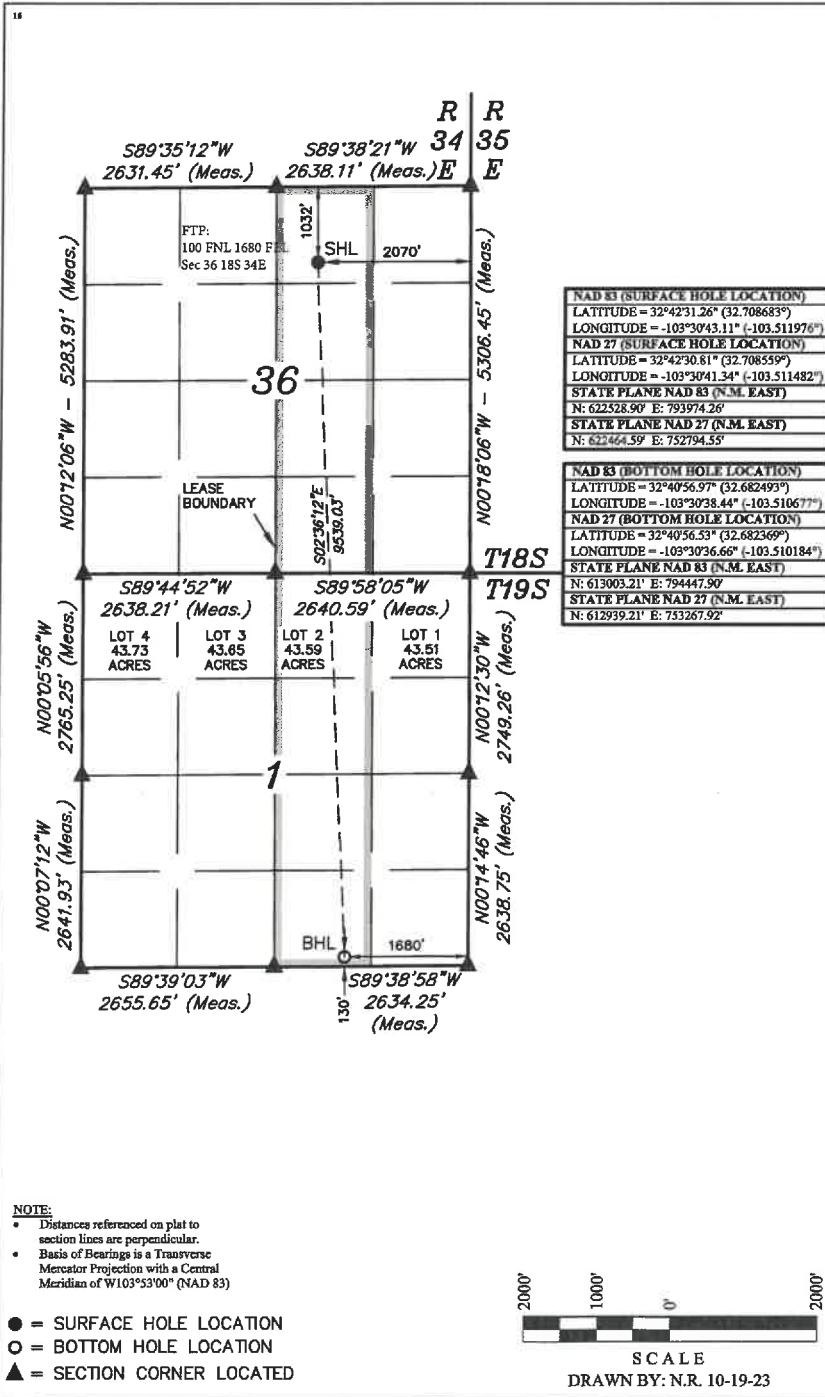 16
R R
34 35
E E
S89°35'12"W
2631.45' (Meas.)
S89°38'21"W
2638.11' (Meas.)
N00°12'06"W - 5283.91' (Meas.)
FTP:
100 FNL 1680
Sec 36 18S 34E
1032'
SHL
2070'
N00°18'06"W - 5306.45' (Meas.)
36
LEASE
BOUNDARY
S02°36'12"E
9539.03'
NAD 83 (SURFACE HOLE LOCATION)
LATITUDE = 32°42'31.26" (32.708683°)
LONGITUDE = -103°30'43.11" (-103.511976°)
NAD 27 (SURFACE HOLE LOCATION)
LATITUDE = 32°42'30.81" (32.708559°)
LONGITUDE = -103°30'41.34" (-103.511482°)
STATE PLANE NAD 83 (N.M. EAST)
N: 622528.90' E: 793974.26'
STATE PLANE NAD 27 (N.M. EAST)
N: 622464.59' E: 752794.55'
NAD 83 (BOTTOM HOLE LOCATION)
LATITUDE = 32°40'56.97" (32.682493°)
LONGITUDE = -103°30'38.44" (-103.510677°)
NAD 27 (BOTTOM HOLE LOCATION)
LATITUDE = 32°40'56.53" (32.682369°)
LONGITUDE = -103°30'36.66" (-103.510184°)
STATE PLANE NAD 83 (N.M. EAST)
N: 613003.21' E: 794447.90'
STATE PLANE NAD 27 (N.M. EAST)
N: 612939.21' E: 753267.92'
T18S
T19S
S89°44'52"W
2638.21' (Meas.)
S89°58'05"W
2640.59' (Meas.)
LOT 4
43.73
ACRES
LOT 3
43.65
ACRES
LOT 2
43.59
ACRES
LOT 1
43.51
ACRES
N00°05'56"W
2765.25' (Meas.)
N00°12'30"W
2749.26' (Meas.)
1
N00°07'12"W
2641.93' (Meas.)
N00°14'46"W
2638.75' (Meas.)
BHL
1680'
130'
S89°39'03"W
2655.65' (Meas.)
S89°38'58"W
2634.25'
(Meas.)
NOTE:
• Distances referenced on plat to
section lines are perpendicular.
• Basis of Bearings is a Transverse
Mercator Projection with a Central
Meridian of W103°53'00" (NAD 83)
= SURFACE HOLE LOCATION
= BOTTOM HOLE LOCATION
= SECTION CORNER LOCATED
2000' 1000' 0' 2000'
SCALE
DRAWN BY: N.R. 10-19-23